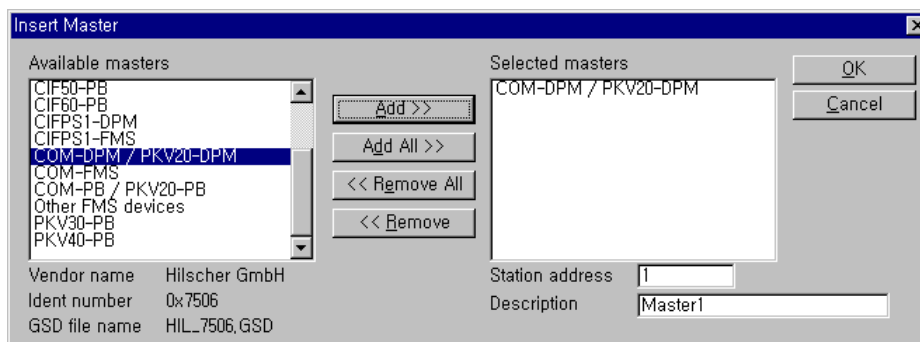 Insert Master
Available masters
CIF50-PB
CIF60-PB
CIFPS1-DPM
CIFPS1-FMS
COM-DPM / PKV20-DPM
COM-FMS
COM-PB / PKV20-PB
Other FMS devices
PKV30-PB
PKV40-PB
Add >>
Add All >>
<< Remove All
<< Remove
Selected masters
COM-DPM / PKV20-DPM
OK
Cancel
Vendor name Hilscher GmbH
Ident number 0x7506
GSD file name HIL_7506.GSD
Station address 1
Description Master1